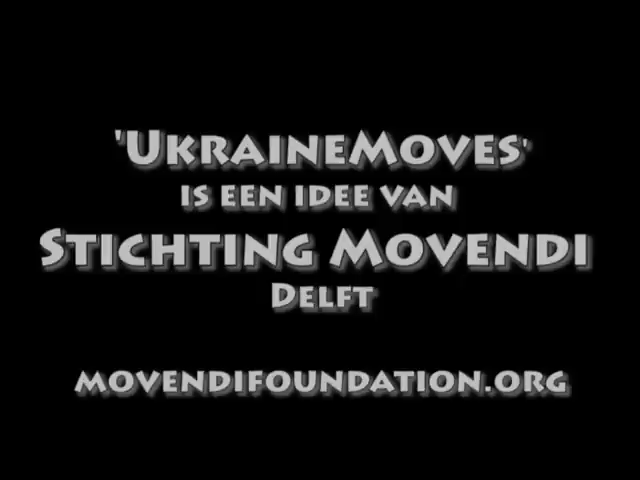 'UkraineMoves'
is een idee van
Stichting Movendi
Delft
movendifoundation.org